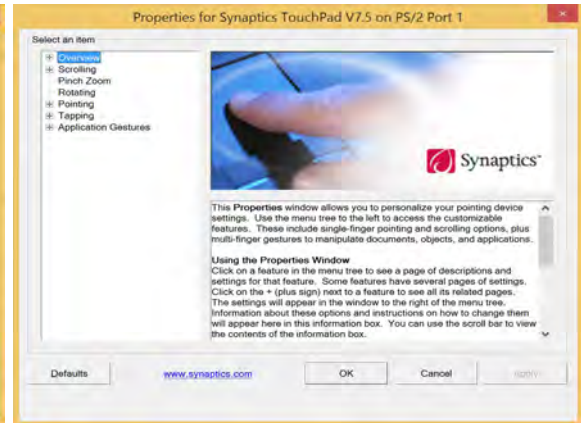 Properties for Synaptics TouchPad V7.5 on PS/2 Port 1
Select an item
Overview
Scrolling
Pinch Zoom
Rotating
Pointing
Tapping
Application Gestures
Synaptics
This Properties window allows you to personalize your pointing device
settings. Use the menu tree to the left to access the customizable
features. These include single-finger pointing and scrolling options, plus
multi-finger gestures to manipulate documents, objects, and applications.
Using the Properties Window
Click on a feature in the menu tree to see a page of descriptions and
settings for that feature. Some features have several pages of settings.
Click on the + (plus sign) next to a feature to see all its related pages.
The settings will appear in the window to the right of the menu tree.
Information about these options and instructions on how to change them
will appear here in this information box. You can use the scroll bar to view
the contents of the information box.
Defaults
www.synaptics.com
OK
Cancel
Apply